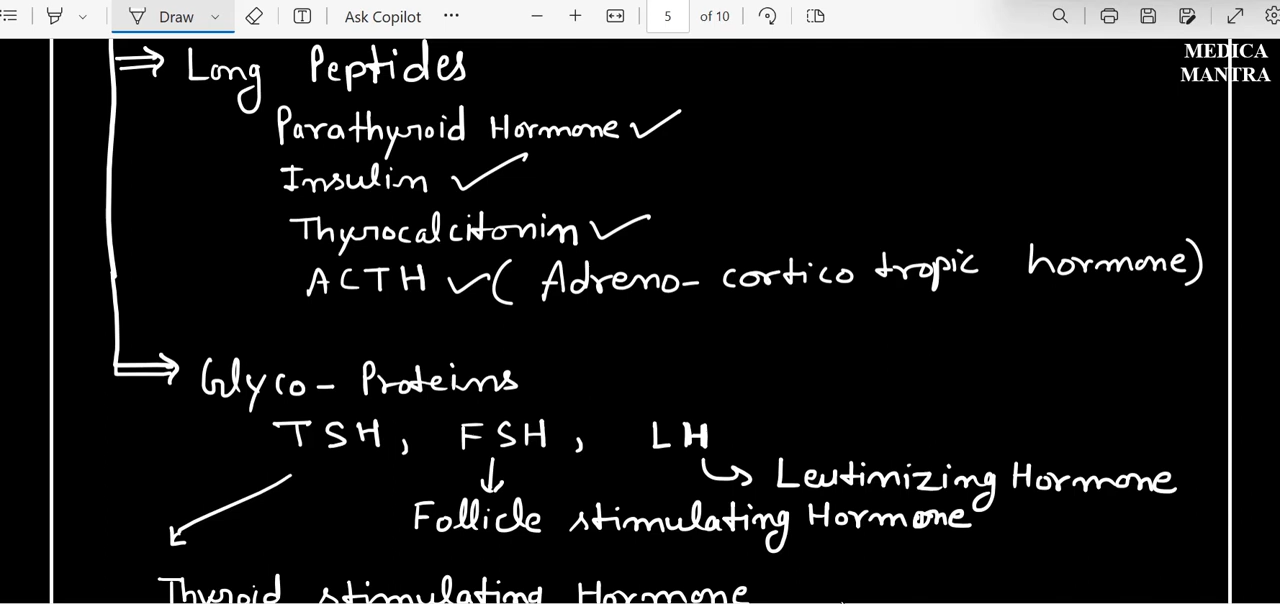 Draw
Ask Copilot
5 of 10
MEDICA
MANTRA
⇒ Long Peptides
Parathyroid Hormone ✓
Insulin ✓
Thyrocalcitonin ✓
ACTH ✓ ( Adreno- cortico tropic hormone)
⇒ Glyco- Proteins
TSH, FSH, LH
Leutinizing Hormone
Follicle stimulating Hormone
Thyroid stimulating Hormone